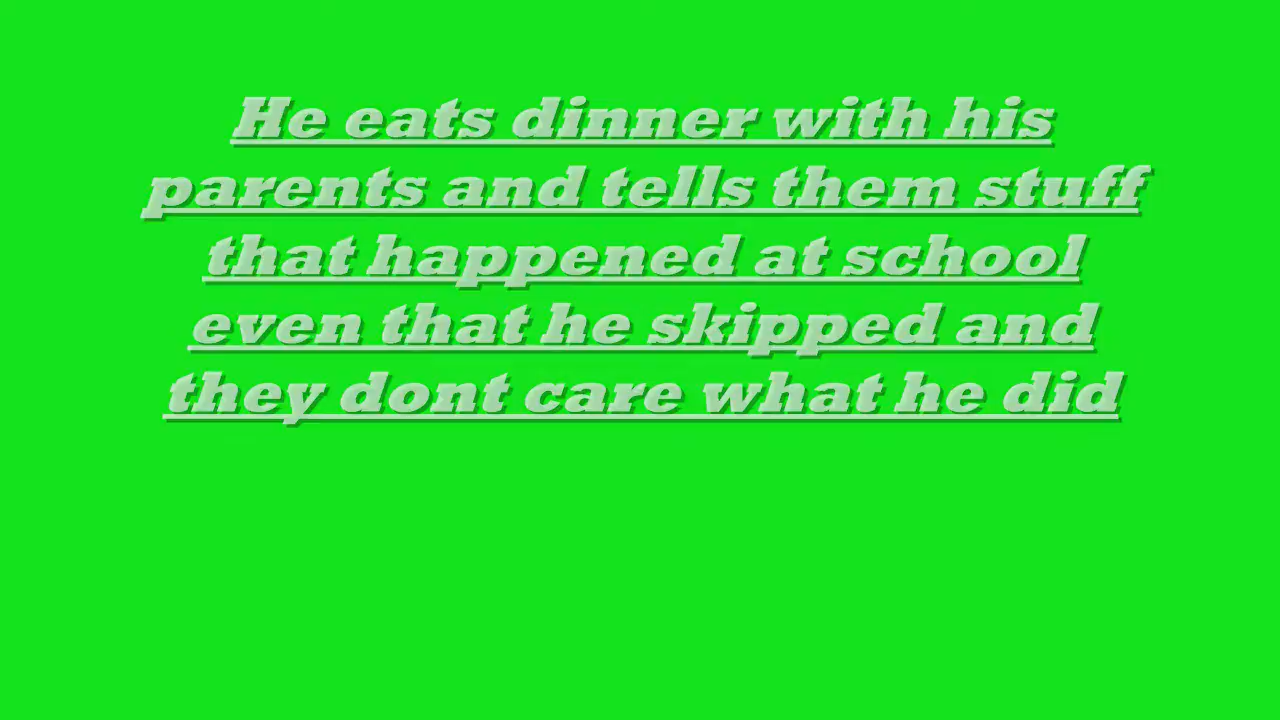 He eats dinner with his
parents and tells them stuff
that happened at school
even that he skipped and
they dont care what he did